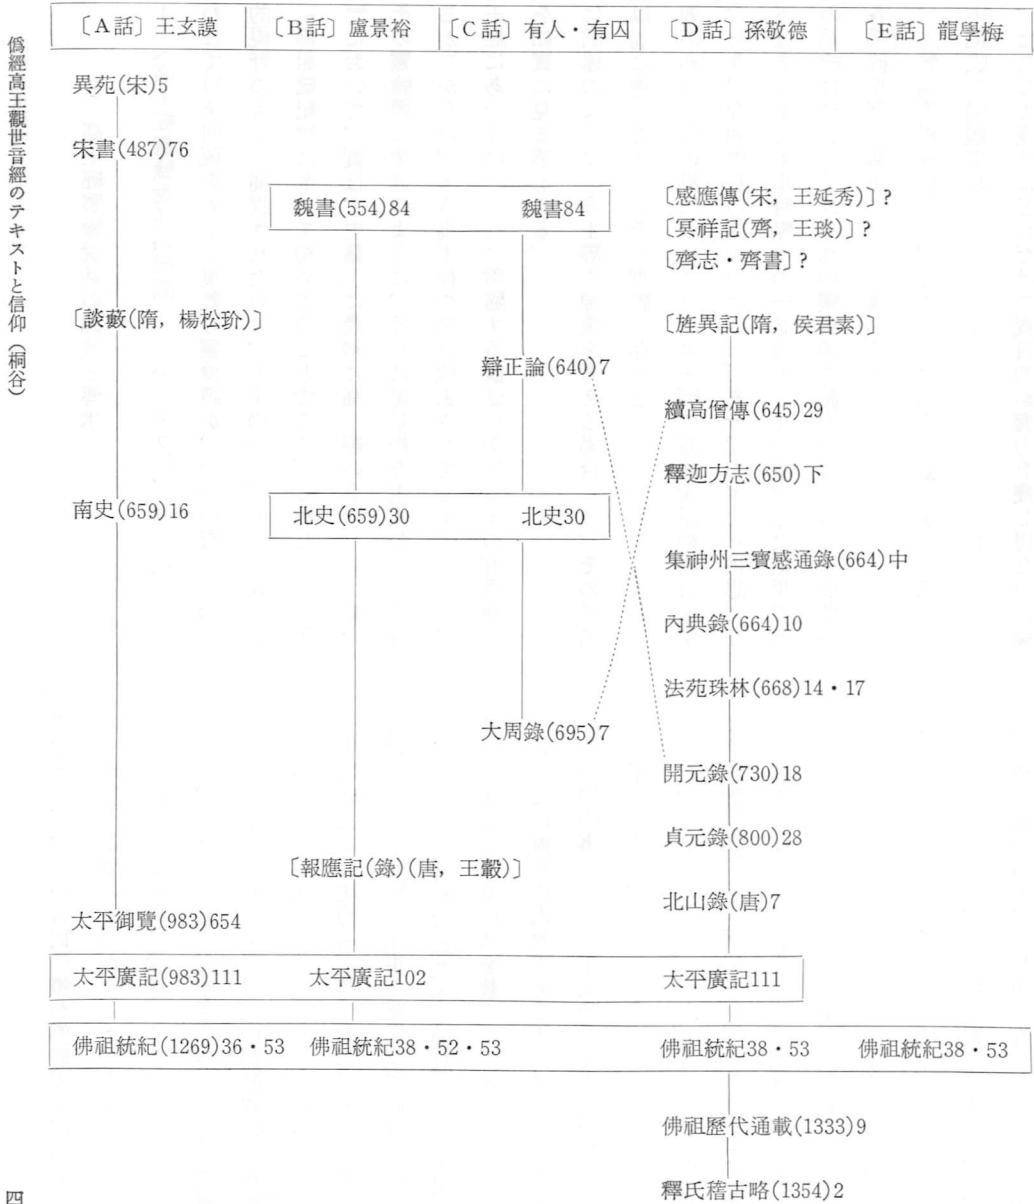 僞經高王觀世音經のテキストと信仰（桐谷）
〔A話〕王玄謨 〔B話〕盧景裕 〔C話〕有人・有囚 〔D話〕孫敬德 〔E話〕龍學梅
異苑(宋)5
宋書(487)76
魏書(554)84 魏書84
〔感應傳(宋，王延秀)〕?
〔冥祥記(齊，王琰)〕?
〔齊志・齊書〕?
〔談藪(隋，楊松玠)〕 〔旌異記(隋，侯君素)〕
辯正論(640)7
續高僧傳(645)29
釋迦方志(650)下
南史(659)16 北史(659)30 北史30
集神州三寶感通錄(664)中
內典錄(664)10
法苑珠林(668)14・17
大周錄(695)7
開元錄(730)18
貞元錄(800)28
〔報應記(錄)(唐，王轂)〕
北山錄(唐)7
太平御覽(983)654
太平廣記(983)111 太平廣記102 太平廣記111
佛祖統紀(1269)36・53 佛祖統紀38・52・53 佛祖統紀38・53 佛祖統紀38・53
佛祖歷代通載(1333)9
釋氏稽古略(1354)2
四